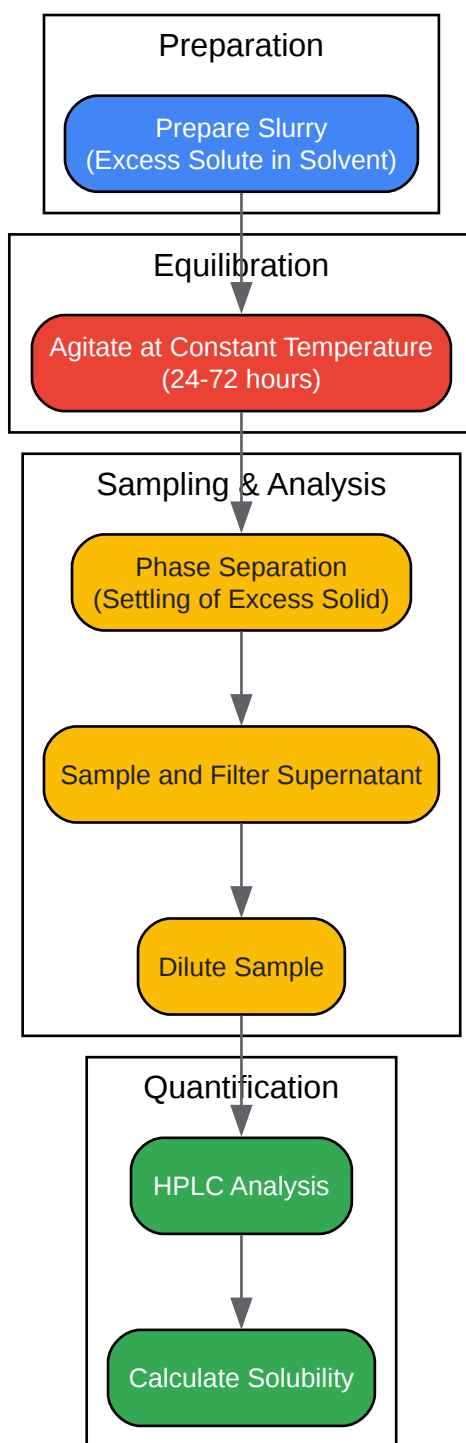 Preparation
Prepare Slurry
(Excess Solute in Solvent)
Equilibration
Agitate at Constant Temperature
(24-72 hours)
Sampling & Analysis
Phase Separation
(Settling of Excess Solid)
Sample and Filter Supernatant
Dilute Sample
Quantification
HPLC Analysis
Calculate Solubility